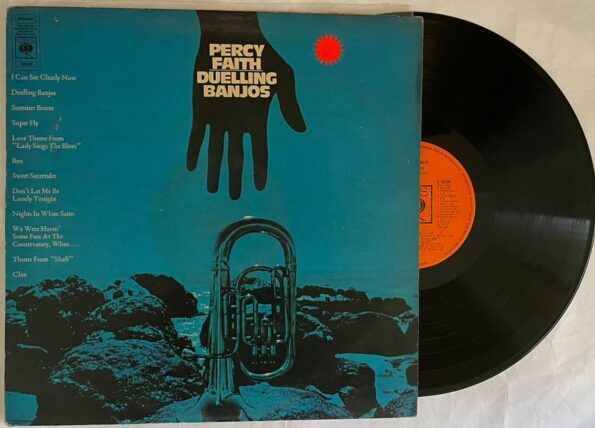 PERCY
FAITH
DUELLING
BANJOS
CBS
I Can See Clearly Now
Duelling Banjos
Summer Breeze
Super Fly
Love Theme From
"Lady Sings The Blues"
Ben
Sweet Surrender
Don't Let Me Be
Lonely Tonight
Nights In White Satin
We Were Havin'
Some Fun At The
Conservatory, When . . .
Theme From "Shaft"
Clair